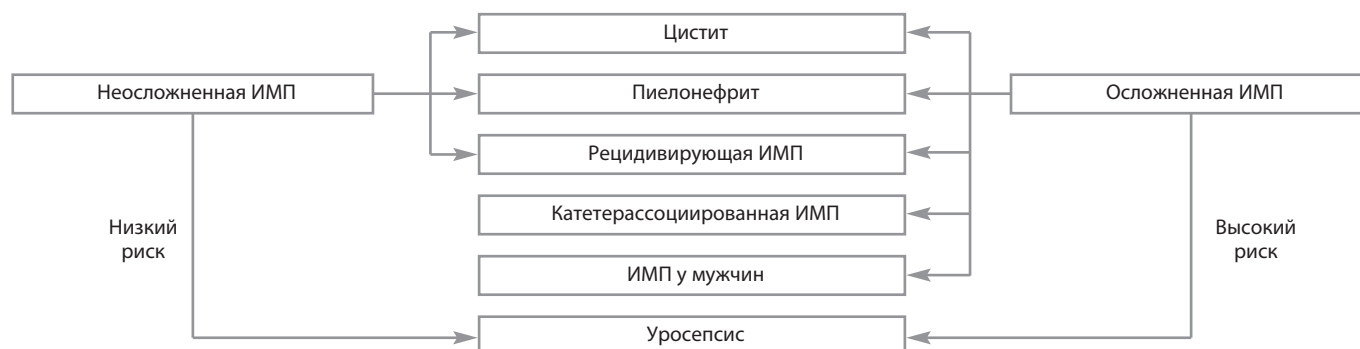 Цистит
Неосложненная ИМП
Пиелонефрит
Осложненная ИМП
Рецидивирующая ИМП
Катетерассоциированная ИМП
Низкий
риск
Высокий
риск
ИМП у мужчин
Уросепсис